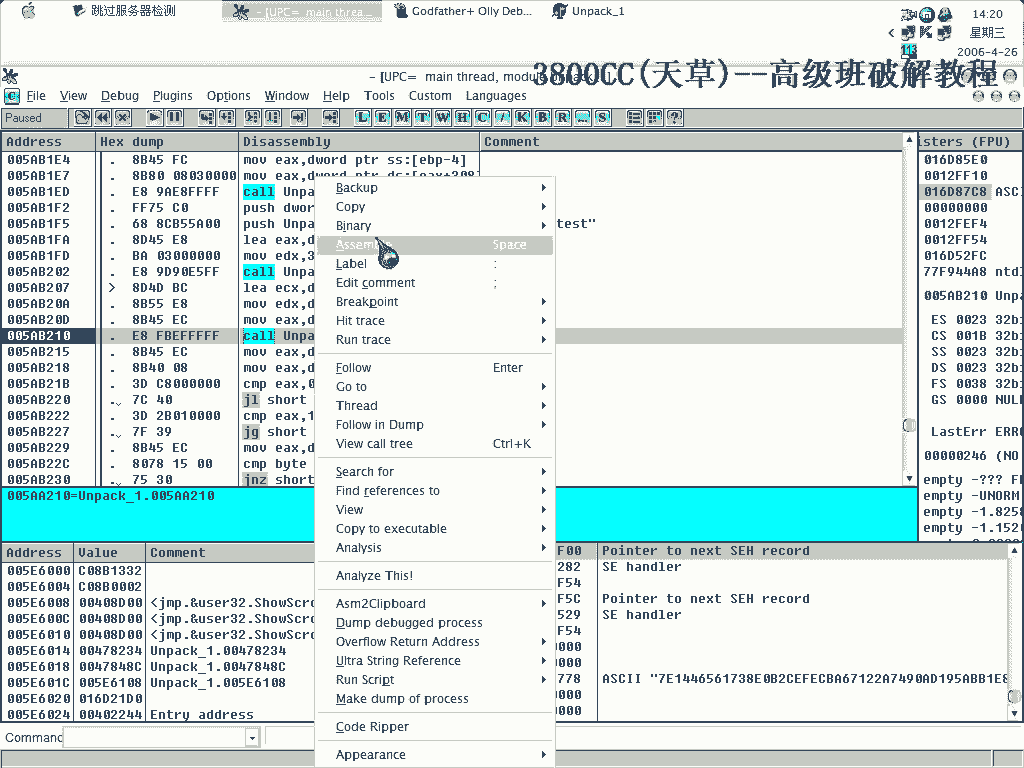 跳过服务器检测
- [UPC= main threa...
Godfather+ Olly Deb...
Unpack_1
14:20
星期三
2006-4-26
113
- [UPC= main thread, module
3800CC(天草)--高级班破解教程
C File View Debug Plugins Options Window Help Tools Custom Languages
Paused
L E M T W H C / K B R ... S
Address Hex dump Disassembly Comment
005AB1E4 . 8B45 FC mov eax,dword ptr ss:[ebp-4]
005AB1E7 . 8B80 08030000 mov eax,dword ptr ds:[eax+308]
005AB1ED . E8 9AE8FFFF call Unpa
005AB1F2 . FF75 C0 push dwor
005AB1F5 . 68 8CB55A00 push Unpa test"
005AB1FA . 8D45 E8 lea eax,d
005AB1FD . BA 03000000 mov edx,3
005AB202 . E8 9D90E5FF call Unpa
005AB207 > 8D4D BC lea ecx,d
005AB20A . 8B55 E8 mov edx,d
005AB20D . 8B45 EC mov eax,d
005AB210 . E8 FBEFFFFF call Unpa
005AB215 . 8B45 EC mov eax,d
005AB218 . 8B40 08 mov eax,d
005AB21B . 3D C8000000 cmp eax,0
005AB220 . 7C 40 jl short
005AB222 . 3D 2B010000 cmp eax,1
005AB227 . 7F 39 jg short
005AB229 . 8B45 EC mov eax,d
005AB22C . 8078 15 00 cmp byte
005AB230 . 75 30 jnz short
005AA210=Unpack_1.005AA210
isters (FPU)
016D85E0
0012FF10
016D87C8 ASCI
00000000
0012FEF4
0012FF54
016D52FC
77F944A8 ntdl
005AB210 Unpa
ES 0023 32bi
CS 001B 32bi
SS 0023 32bi
DS 0023 32bi
FS 0038 32bi
GS 0000 NULL
LastErr ERRO
00000246 (NO
empty -??? FF
empty -UNORM
empty -1.8258
empty -1.1520
Backup
Copy
Binary
Assemble Space
Label :
Edit comment ;
Breakpoint
Hit trace
Run trace
Follow Enter
Go to
Thread
Follow in Dump
View call tree Ctrl+K
Search for
Find references to
View
Copy to executable
Analysis
Analyze This!
Asm2Clipboard
Dump debugged process
Overflow Return Address
Ultra String Reference
Run Script
Make dump of process
Code Ripper
Appearance
Address Value Comment
005E6000 C08B1332
005E6004 C08B0002
005E6008 00408D00 <jmp.&user32.ShowScro
005E600C 00408D00 <jmp.&user32.ShowScro
005E6010 00408D00 <jmp.&user32.ShowScro
005E6014 00478234 Unpack_1.00478234
005E6018 0047848C Unpack_1.0047848C
005E601C 005E6108 Unpack_1.005E6108
005E6020 016D21D0
005E6024 00402244 Entry address
F00 Pointer to next SEH record
282 SE handler
F54
F5C Pointer to next SEH record
529 SE handler
F54
0000
0000
778 ASCII "7E1446561738E0B2CEFECBA67122A7490AD195ABB1E8
0000
0000
Command